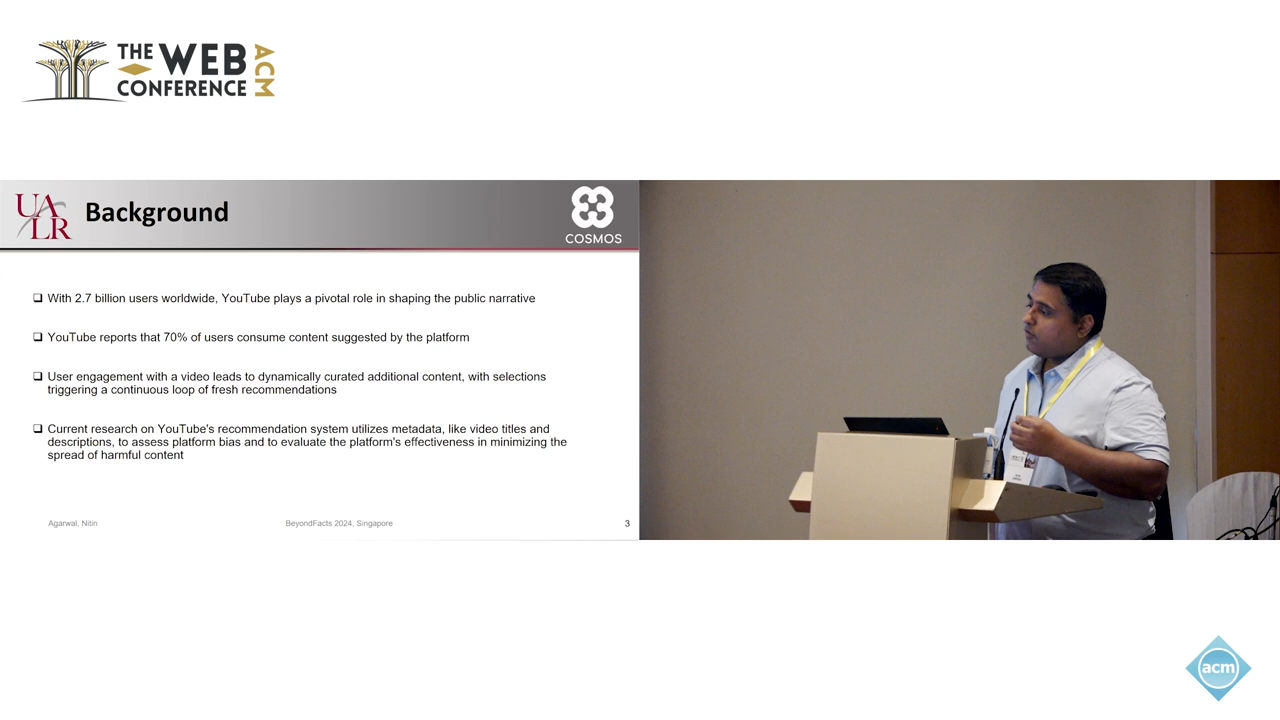 THE WEB
CONFERENCE
ACM
UA
LR
Background
COSMOS
❑ With 2.7 billion users worldwide, YouTube plays a pivotal role in shaping the public narrative
❑ YouTube reports that 70% of users consume content suggested by the platform
❑ User engagement with a video leads to dynamically curated additional content, with selections
triggering a continuous loop of fresh recommendations
❑ Current research on YouTube's recommendation system utilizes metadata, like video titles and
descriptions, to assess platform bias and to evaluate the platform's effectiveness in minimizing the
spread of harmful content
Agarwal, Nitin
BeyondFacts 2024, Singapore
3
acm